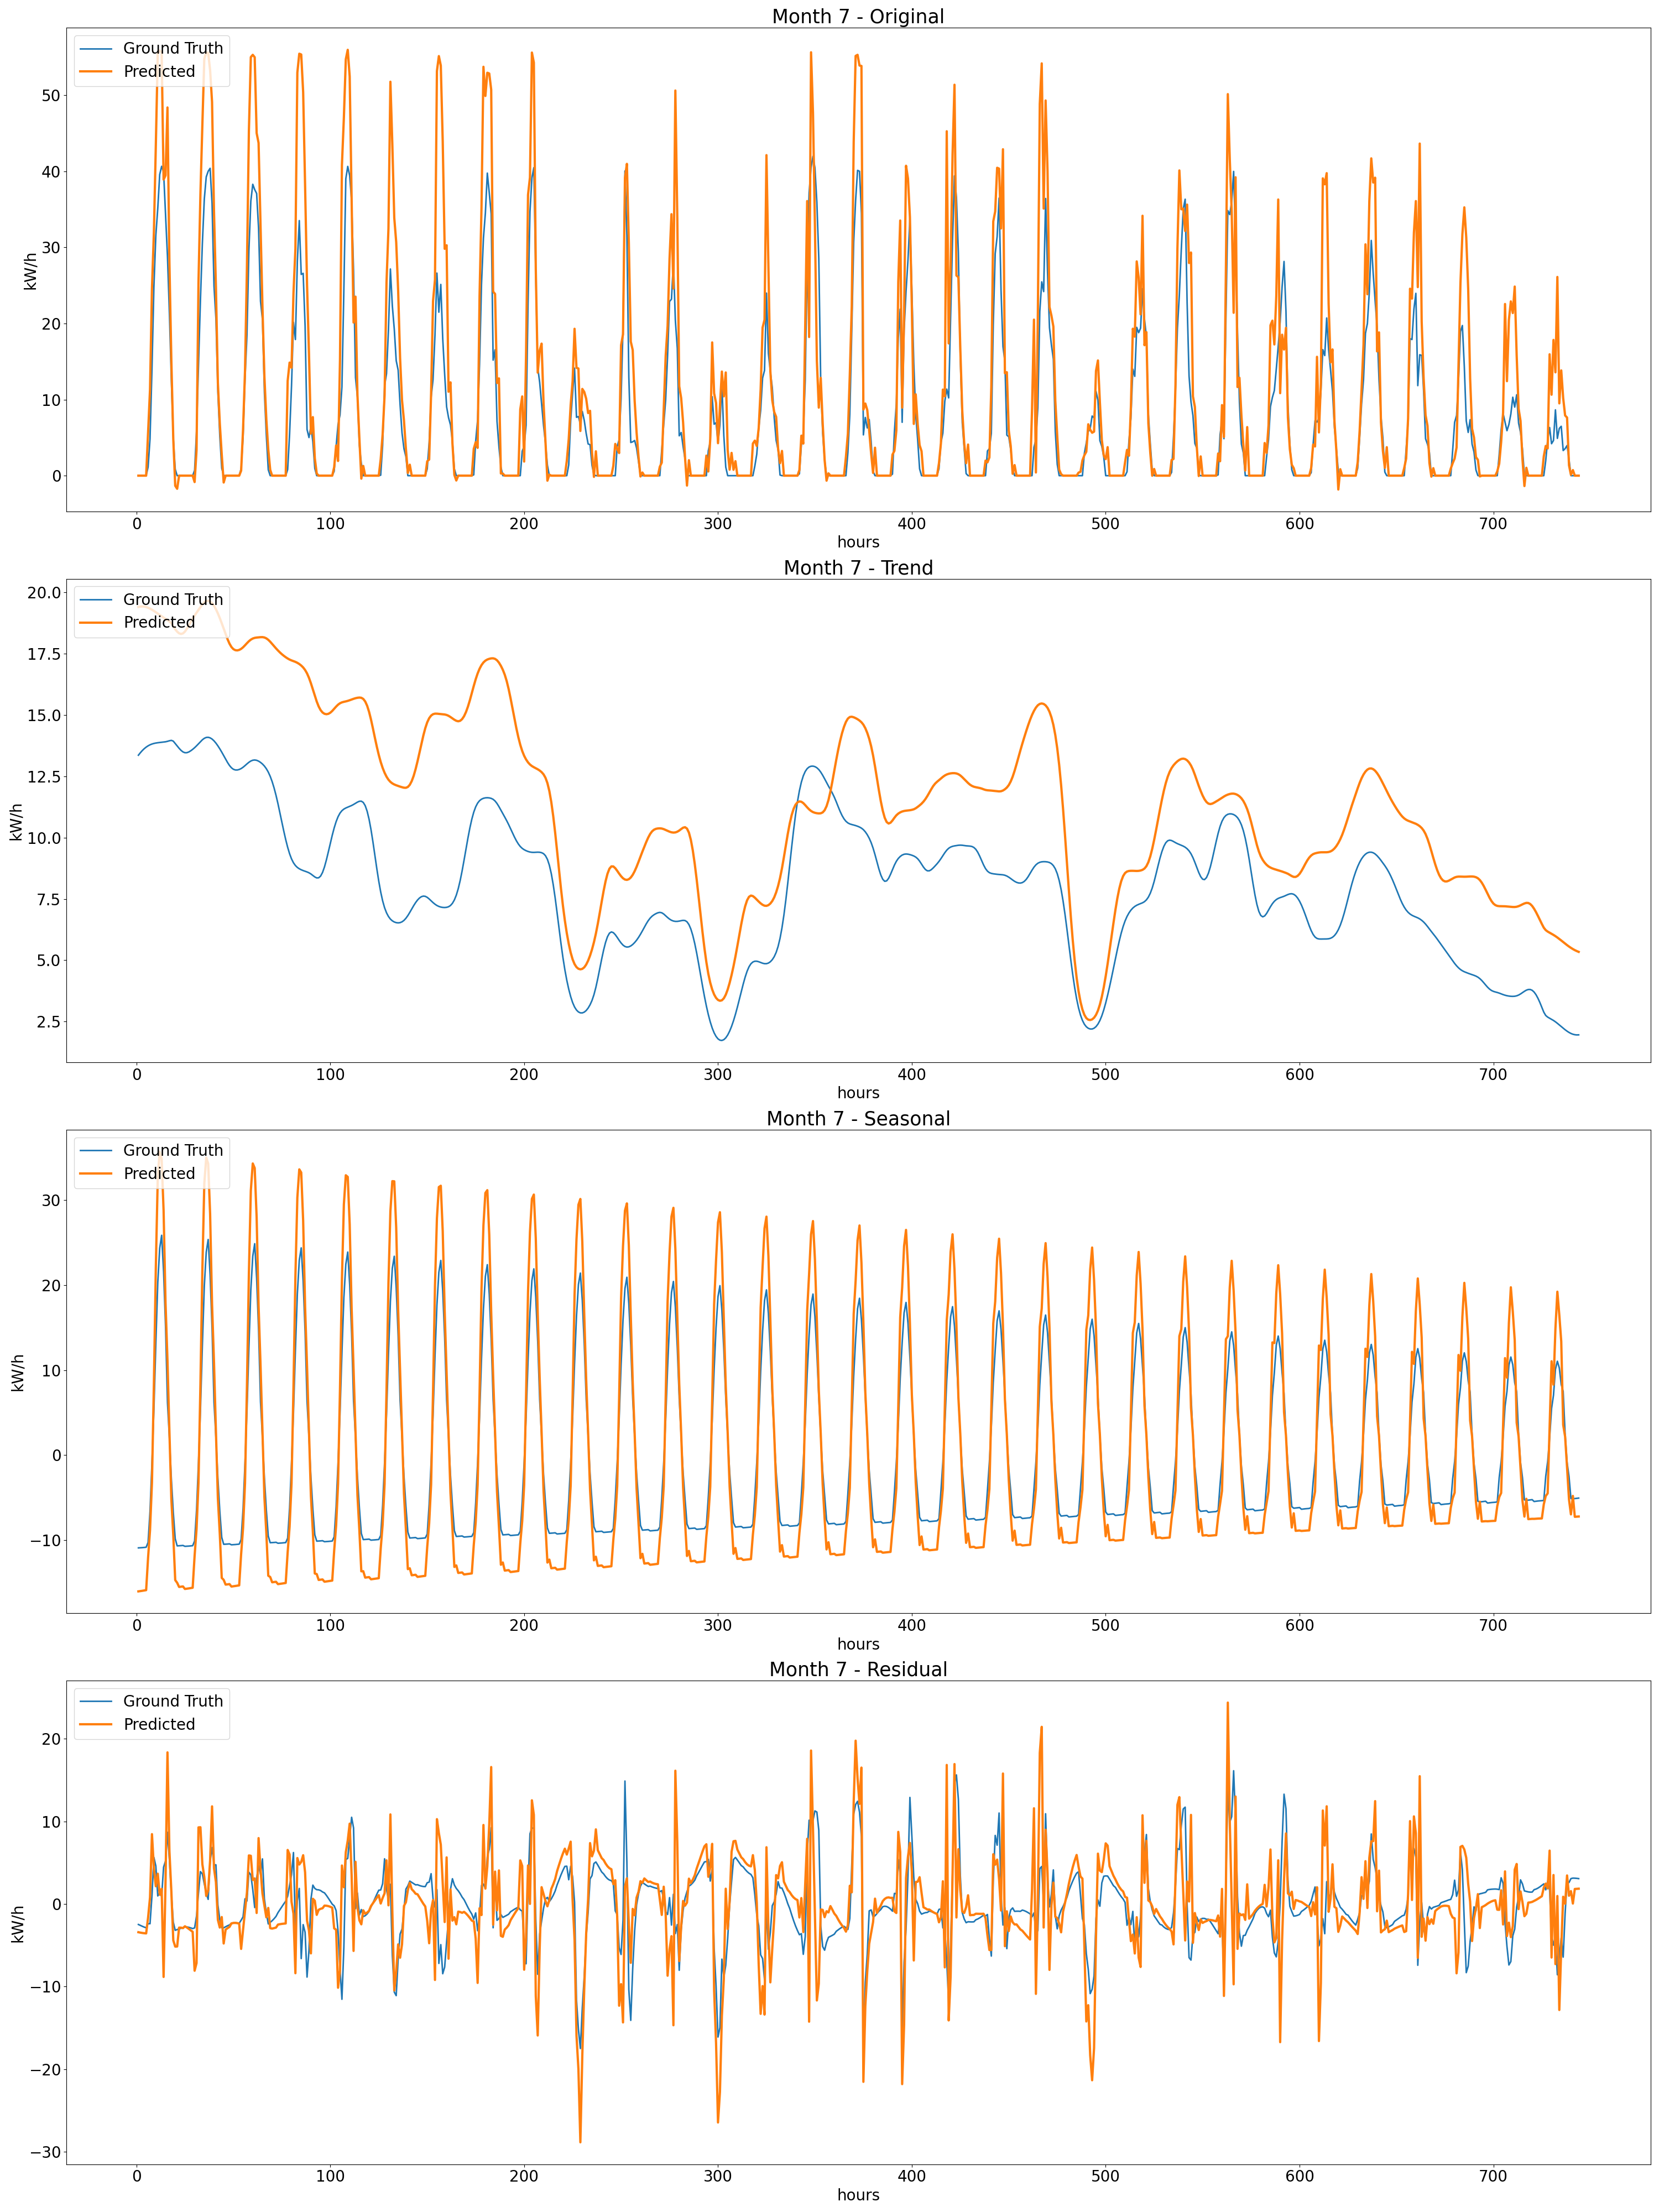 Month 7 - Original
Ground Truth
Predicted
50
40
30
20
10
0
kW/h
0 100 200 300 400 500 600 700
hours
Month 7 - Trend
Ground Truth
Predicted
20.0
17.5
15.0
12.5
10.0
7.5
5.0
2.5
kW/h
0 100 200 300 400 500 600 700
hours
Month 7 - Seasonal
Ground Truth
Predicted
30
20
10
0
−10
kW/h
0 100 200 300 400 500 600 700
hours
Month 7 - Residual
Ground Truth
Predicted
20
10
0
−10
−20
−30
kW/h
0 100 200 300 400 500 600 700
hours